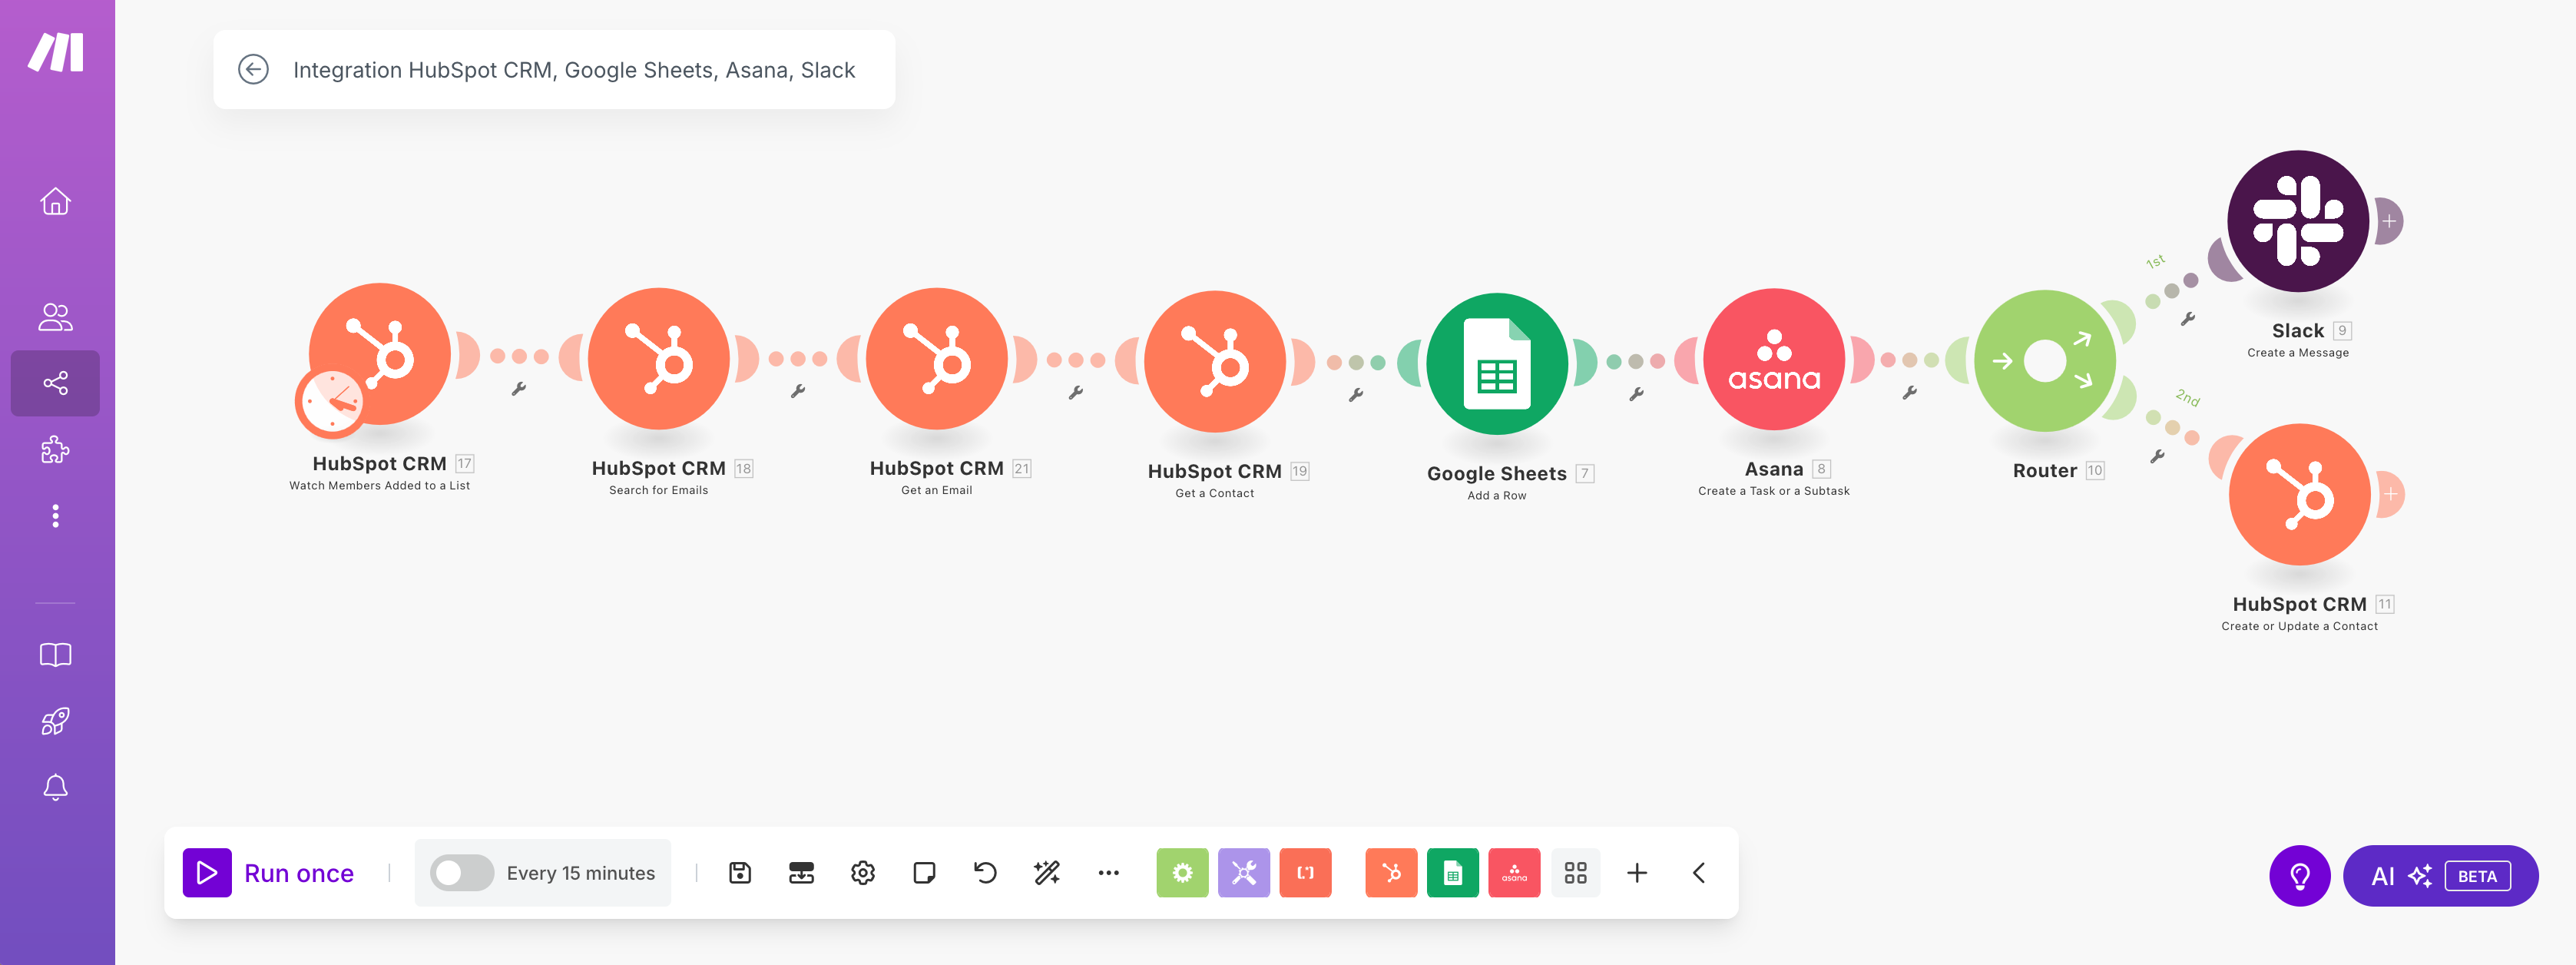 Integration HubSpot CRM, Google Sheets, Asana, Slack
HubSpot CRM 17
Watch Members Added to a List
HubSpot CRM 18
Search for Emails
HubSpot CRM 21
Get an Email
HubSpot CRM 19
Get a Contact
Google Sheets 7
Add a Row
asana
Asana 8
Create a Task or a Subtask
Router 10
1st
Slack 9
Create a Message
2nd
HubSpot CRM 11
Create or Update a Contact
Run once
Every 15 minutes
asana
AI BETA